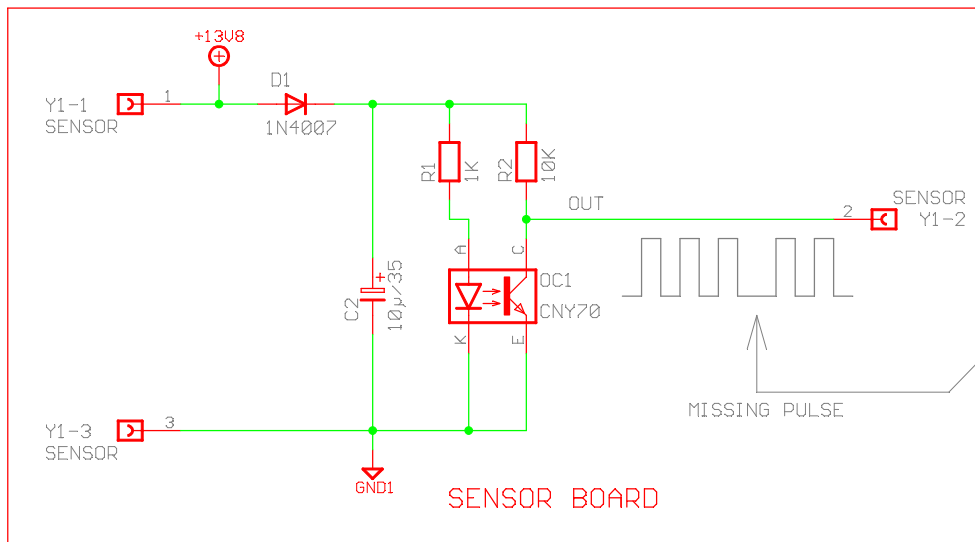 +13V8
D1
Y1-1
SENSOR
1
1N4007
R1
1K
R2
10K
OUT
SENSOR
Y1-2
2
A
C
C2
+
10µ/35
OC1
CNY70
K
E
MISSING PULSE
Y1-3
SENSOR
3
GND1
SENSOR BOARD